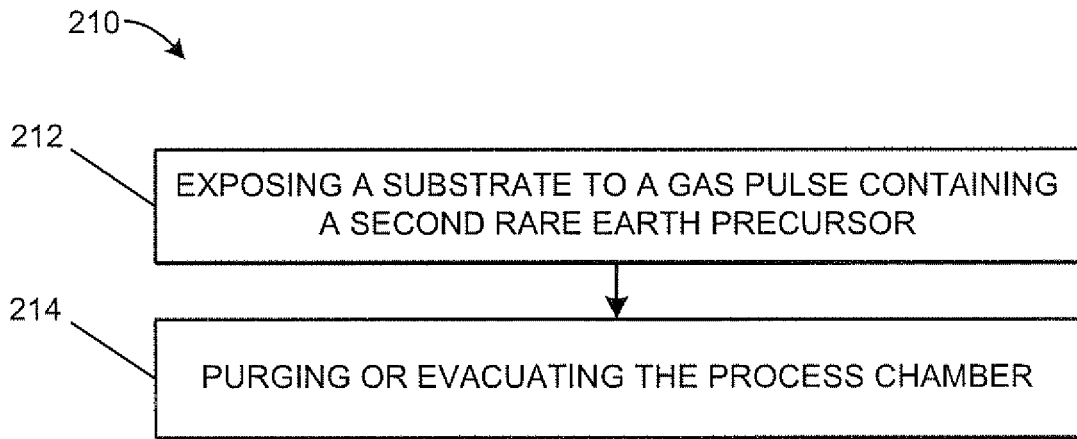 210
212
EXPOSING A SUBSTRATE TO A GAS PULSE CONTAINING
A SECOND RARE EARTH PRECURSOR
214
PURGING OR EVACUATING THE PROCESS CHAMBER